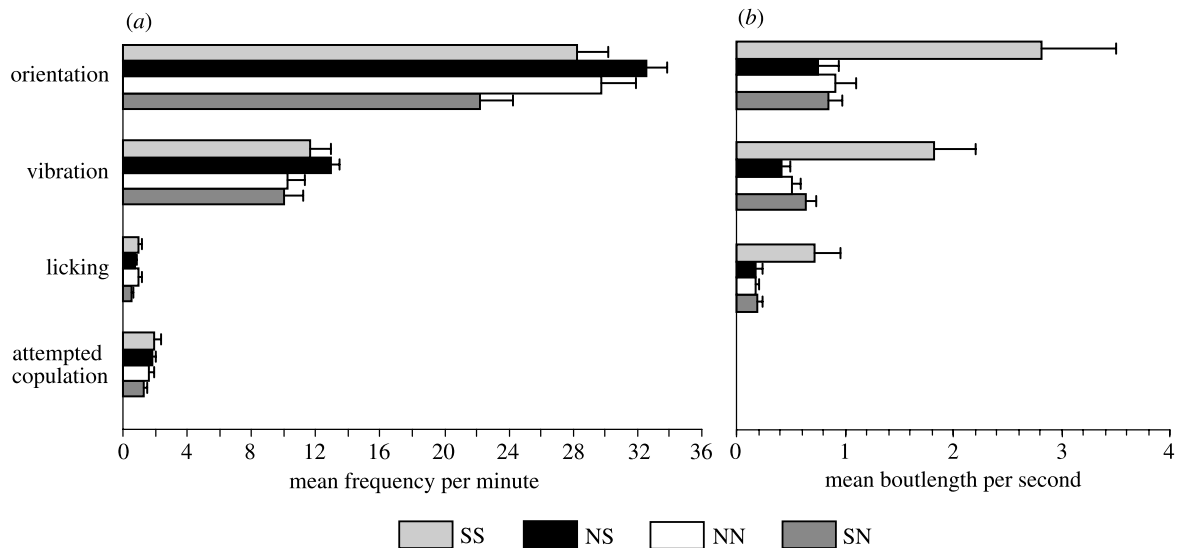 (a)
(b)
orientation
vibration
licking
attempted
copulation
0 4 8 12 16 20 24 28 32 36
0 1 2 3 4
mean frequency per minute
mean boutlength per second
SS NS NN SN